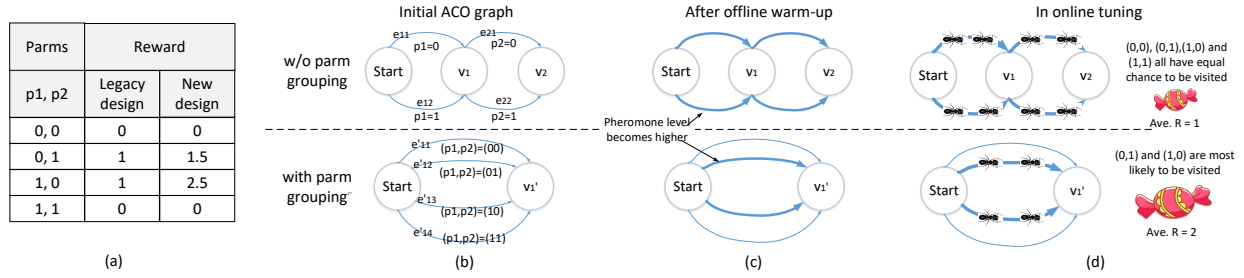 Parms Reward
p1, p2 Legacy design New design
0, 0 0 0
0, 1 1 1.5
1, 0 1 2.5
1, 1 0 0
(a)
Initial ACO graph
After offline warm-up
In online tuning
w/o parm
grouping
e11
p1=0
e21
p2=0
Start
v1
v2
e12
p1=1
e22
p2=1
Start
v1
v2
Start
v1
v2
(0,0), (0,1),(1,0) and
(1,1) all have equal
chance to be visited
Ave. R = 1
Pheromone level
becomes higher
with parm
grouping
e'11
(p1,p2)=(00)
e'12
(p1,p2)=(01)
Start
v1'
e'13
(p1,p2)=(10)
e'14
(p1,p2)=(11)
Start
v1'
Start
v1'
(0,1) and (1,0) are most
likely to be visited
Ave. R = 2
(b)
(c)
(d)